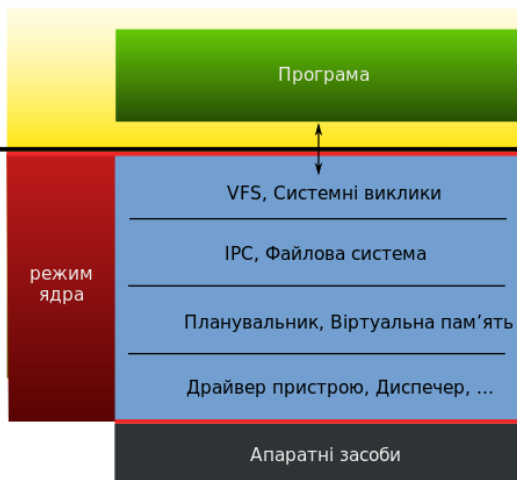 Програма
VFS, Системні виклики
IPC, Файлова система
режим
ядра
Планувальник, Віртуальна пам’ять
Драйвер пристрою, Диспечер, ...
Апаратні засоби